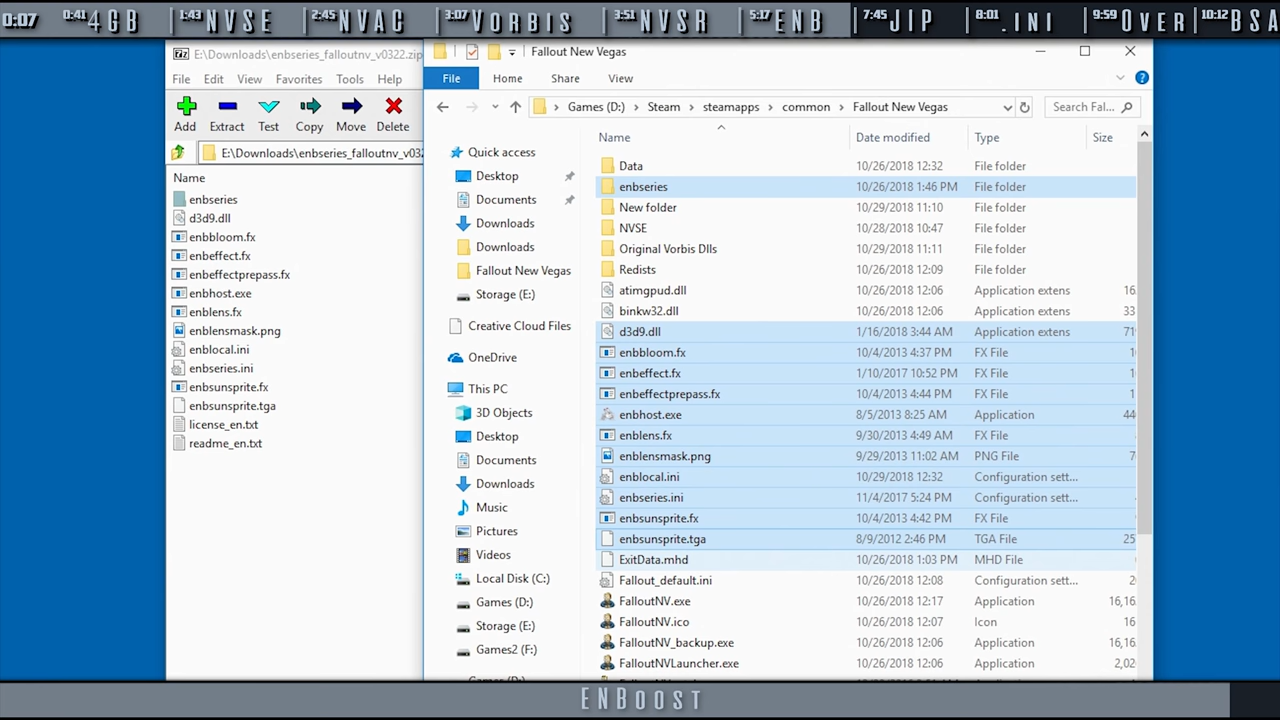 0:07 0:41 4GB 1:43 NVSE 2:45 NVAC 3:07 Vorbis 3:51 NVSR 5:17 ENB 7:45 JIP 8:01 .INI 9:59 Over 10:12 BSA
E:\Downloads\enbseries_falloutnv_v0322.zip
File Edit View Favorites Tools Help
Add Extract Test Copy Move Delete
E:\Downloads\enbseries_falloutnv_v032
Name
enbseries
d3d9.dll
enbbloom.fx
enbeffect.fx
enbeffectprepass.fx
enbhost.exe
enblens.fx
enblensmask.png
enblocal.ini
enbseries.ini
enbsunsprite.fx
enbsunsprite.tga
license_en.txt
readme_en.txt
Fallout New Vegas
File Home Share View
Games (D:) Steam steamapps common Fallout New Vegas Search Fal...
Quick access
Desktop
Documents
Downloads
Downloads
Fallout New Vegas
Storage (E:)
Creative Cloud Files
OneDrive
This PC
3D Objects
Desktop
Documents
Downloads
Music
Pictures
Videos
Local Disk (C:)
Games (D:)
Storage (E:)
Games2 (F:)
Name Date modified Type Size
Data 10/26/2018 12:32 File folder
enbseries 10/26/2018 1:46 PM File folder
New folder 10/29/2018 11:10 File folder
NVSE 10/28/2018 10:47 File folder
Original Vorbis Dlls 10/29/2018 11:11 File folder
Redists 10/26/2018 12:09 File folder
atimgpud.dll 10/26/2018 12:06 Application extens 16
binkw32.dll 10/26/2018 12:06 Application extens 33
d3d9.dll 1/16/2018 3:44 AM Application extens 71
enbbloom.fx 10/4/2013 4:37 PM FX File 1
enbeffect.fx 1/10/2017 10:52 PM FX File
enbeffectprepass.fx 10/4/2013 4:44 PM FX File 1
enbhost.exe 8/5/2013 8:25 AM Application 44
enblens.fx 9/30/2013 4:49 AM FX File
enblensmask.png 9/29/2013 11:02 AM PNG File 7
enblocal.ini 10/29/2018 12:32 Configuration sett...
enbseries.ini 11/4/2017 5:24 PM Configuration sett...
enbsunsprite.fx 10/4/2013 4:42 PM FX File
enbsunsprite.tga 8/9/2012 2:46 PM TGA File 25
ExitData.mhd 10/26/2018 1:03 PM MHD File
Fallout_default.ini 10/26/2018 12:08 Configuration sett... 2
FalloutNV.exe 10/26/2018 12:17 Application 16,16
FalloutNV.ico 10/26/2018 12:07 Icon 16
FalloutNV_backup.exe 10/26/2018 12:06 Application 16,16
FalloutNVLauncher.exe 10/26/2018 12:06 Application 2,02
ENBoost